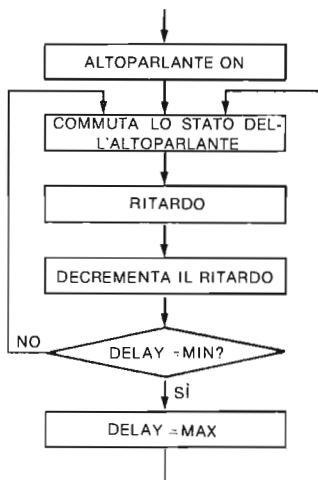 ALTOPARLANTE ON
COMMUTA LO STATO DEL-
L'ALTOPARLANTE
RITARDO
DECREMENTA IL RITARDO
NO
DELAY =MIN?
SÌ
DELAY =MAX